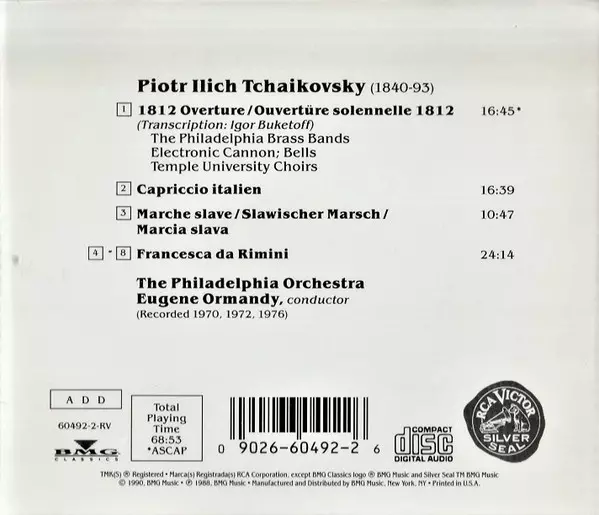 Piotr Ilich Tchaikovsky (1840-93)
1 1812 Overture/Ouvertüre solennelle 1812 16:45*
(Transcription: Igor Buketoff)
The Philadelphia Brass Bands
Electronic Cannon; Bells
Temple University Choirs
2 Capriccio italien 16:39
3 Marche slave/Slawischer Marsch/ 10:47
Marcia slava
4 - 8 Francesca da Rimini 24:14
The Philadelphia Orchestra
Eugene Ormandy, conductor
(Recorded 1970, 1972, 1976)
A D D
60492-2-RV
BMG
CLASSICS
Total
Playing
Time
68:53
*ASCAP
0 9026-60492-2 6
COMPACT
disc
DIGITAL AUDIO
RCA VICTOR
SILVER
SEAL
TMK(S) ® Registered • Marca(s) Registrada(s) RCA Corporation, except BMG Classics logo ® BMG Music and Silver Seal TM BMG Music
© 1990, BMG Music • ℗ 1988, BMG Music • Manufactured and Distributed by BMG Music, New York, NY • Printed in U.S.A.